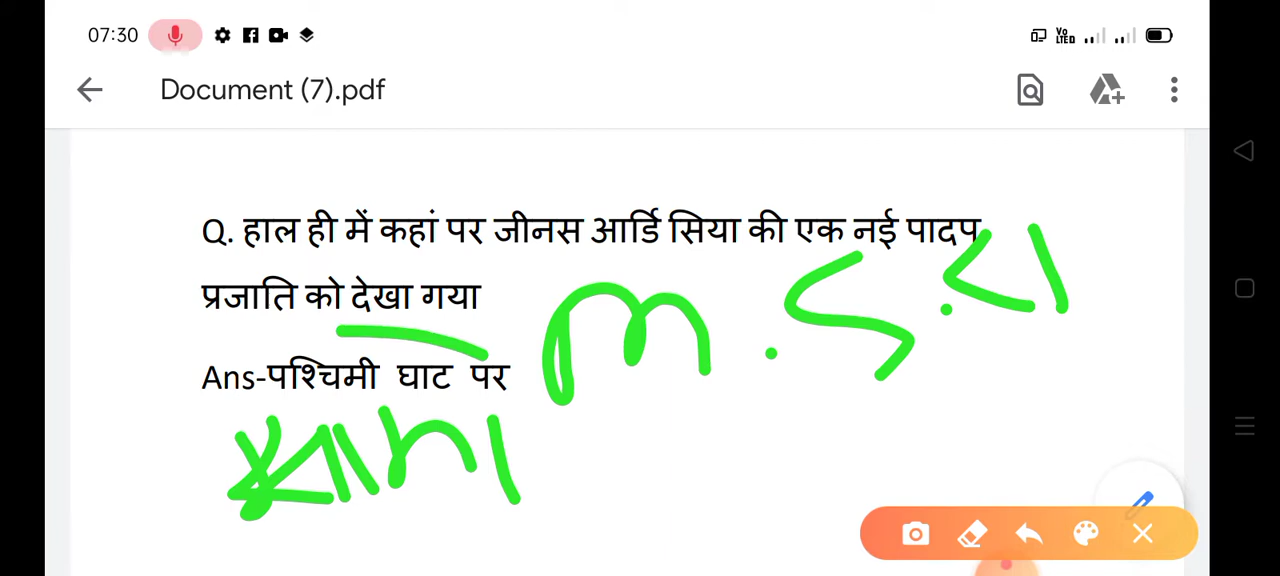 07:30
Document (7).pdf
Q. हाल ही में कहां पर जीनस आर्डि सिया की एक नई पादप
प्रजाति को देखा गया
Ans-पश्चिमी घाट पर